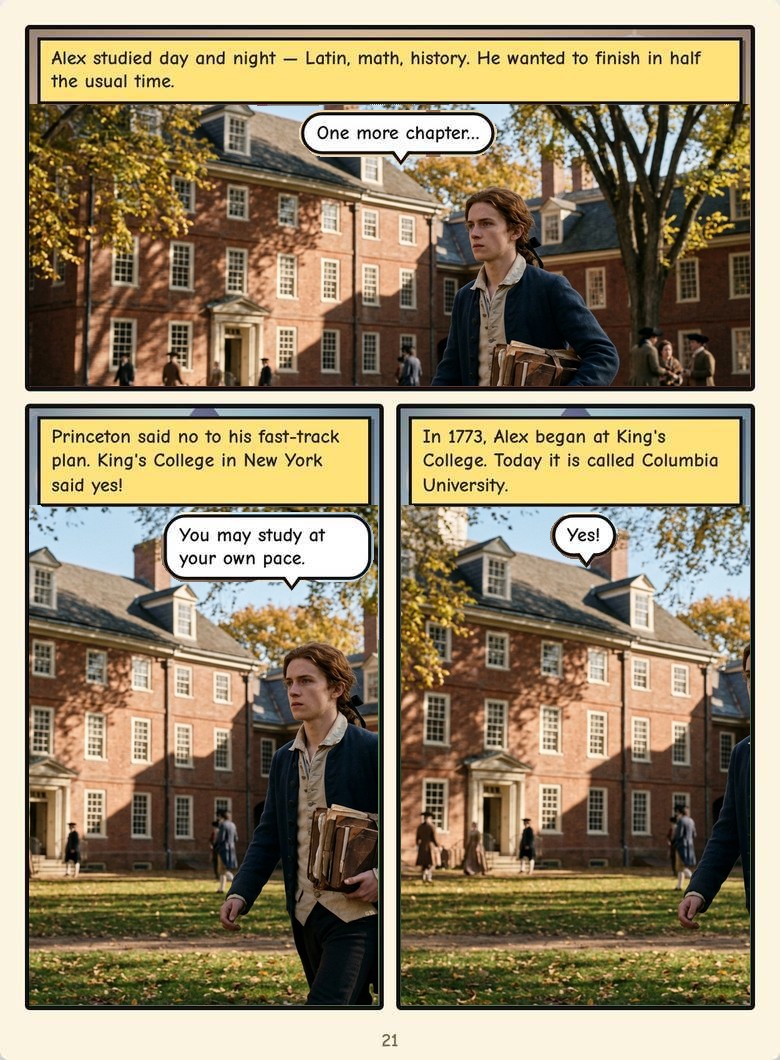 Alex studied day and night — Latin, math, history. He wanted to finish in half
the usual time.
One more chapter...
Princeton said no to his fast-track
plan. King's College in New York
said yes!
You may study at
your own pace.
In 1773, Alex began at King's
College. Today it is called Columbia
University.
Yes!
21